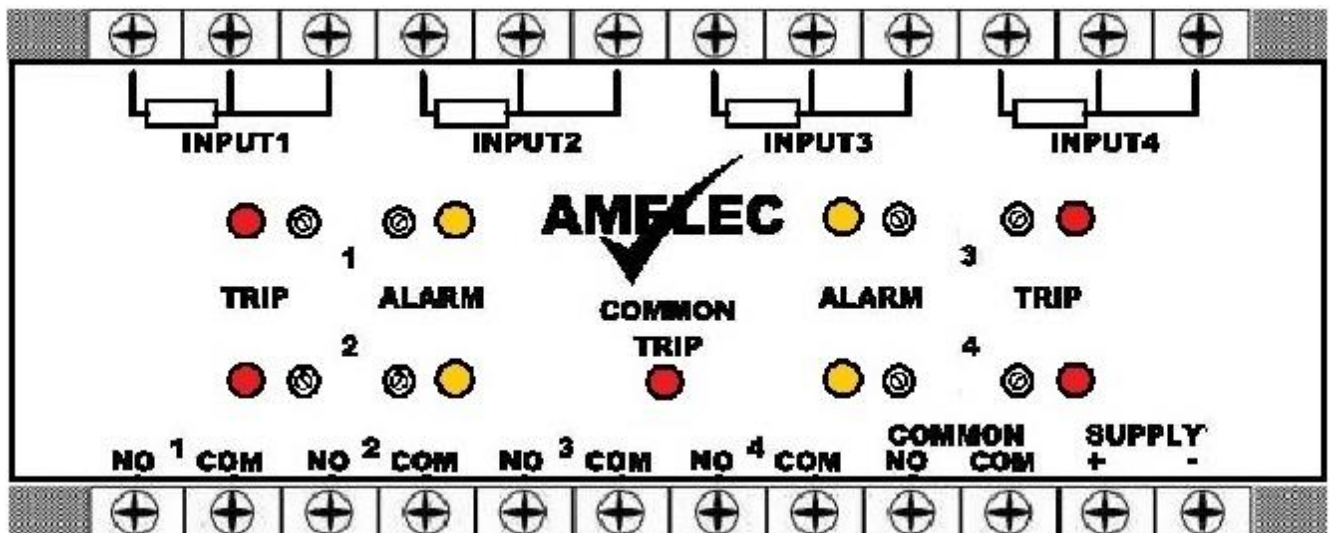 INPUT1 INPUT2 INPUT3 INPUT4
AMELEC
1 3
TRIP ALARM COMMON TRIP ALARM TRIP
2 4
COMMON SUPPLY
NO 1 COM NO 2 COM NO 3 COM NO 4 COM NO COM + -